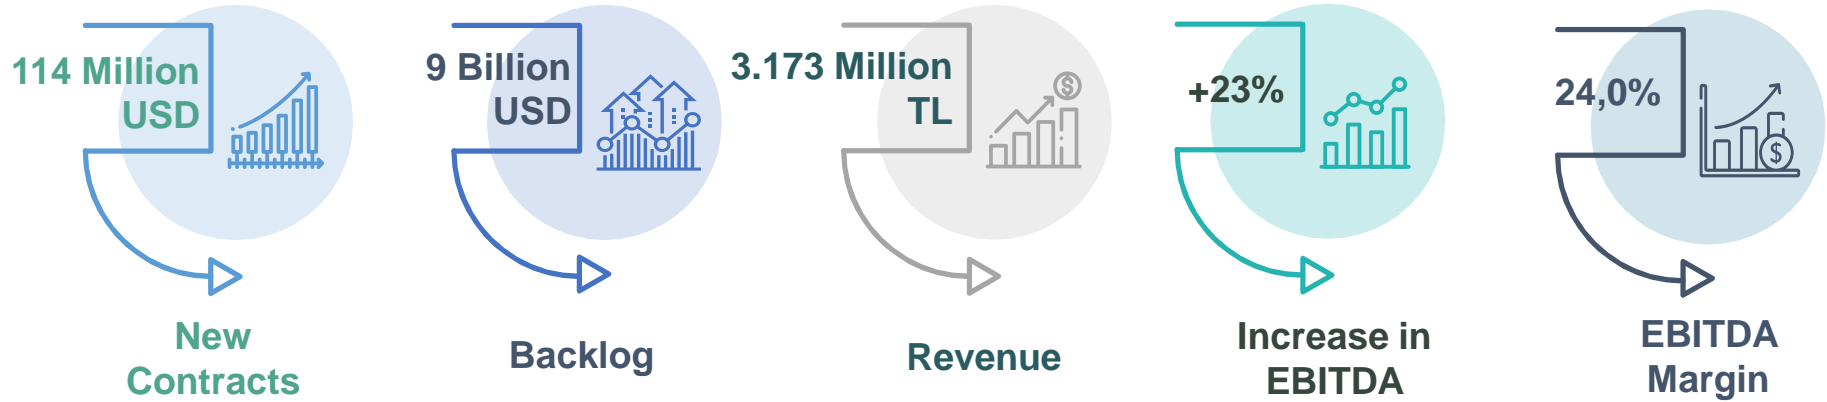 114 Million
USD
New
Contracts
9 Billion
USD
Backlog
3.173 Million
TL
Revenue
+23%
Increase in
EBITDA
24,0%
EBITDA
Margin